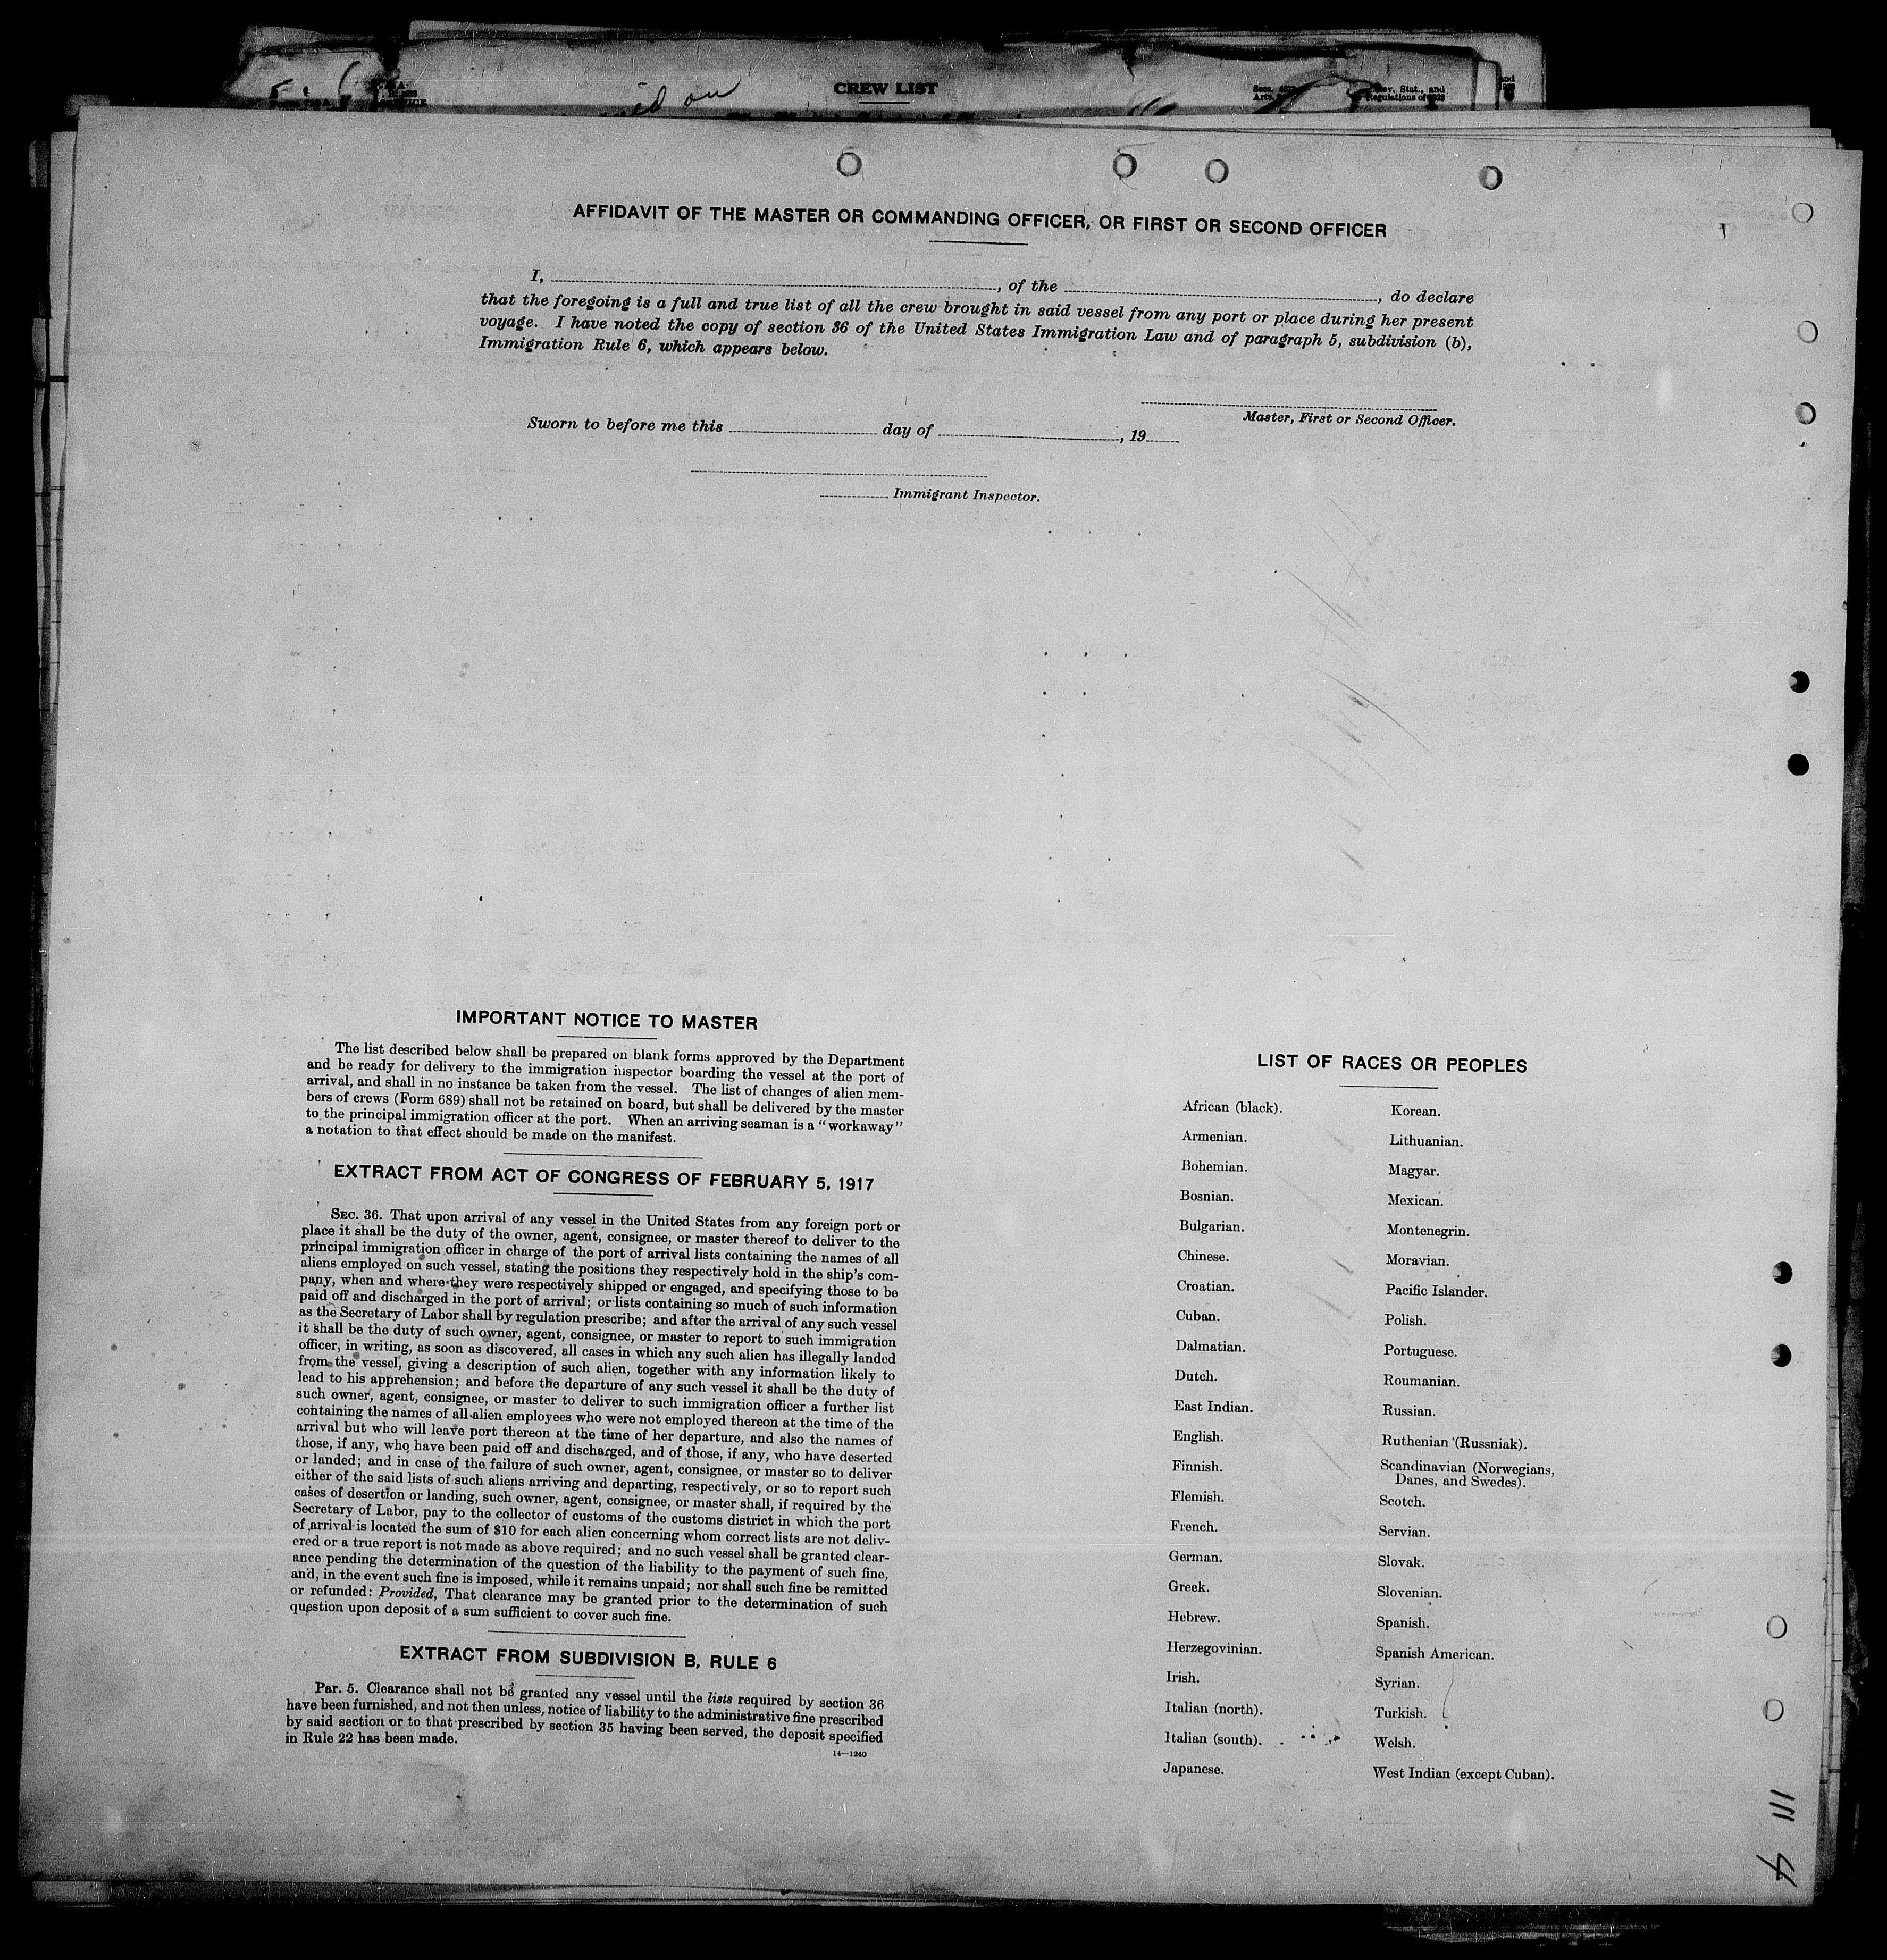 CREW LIST
Rev. Stat., and
Regulations of
AFFIDAVIT OF THE MASTER OR COMMANDING OFFICER, OR FIRST OR SECOND OFFICER
I, , of the , do declare
that the foregoing is a full and true list of all the crew brought in said vessel from any port or place during her present
voyage. I have noted the copy of section 36 of the United States Immigration Law and of paragraph 5, subdivision (b),
Immigration Rule 6, which appears below.
Master, First or Second Officer.
Sworn to before me this day of , 19
Immigrant Inspector.
IMPORTANT NOTICE TO MASTER
The list described below shall be prepared on blank forms approved by the Department
and be ready for delivery to the immigration inspector boarding the vessel at the port of
arrival, and shall in no instance be taken from the vessel. The list of changes of alien mem-
bers of crews (Form 689) shall not be retained on board, but shall be delivered by the master
to the principal immigration officer at the port. When an arriving seaman is a "workaway"
a notation to that effect should be made on the manifest.
EXTRACT FROM ACT OF CONGRESS OF FEBRUARY 5, 1917
SEC. 36. That upon arrival of any vessel in the United States from any foreign port or
place it shall be the duty of the owner, agent, consignee, or master thereof to deliver to the
principal immigration officer in charge of the port of arrival lists containing the names of all
aliens employed on such vessel, stating the positions they respectively hold in the ship's com-
pany, when and where they were respectively shipped or engaged, and specifying those to be
paid off and discharged in the port of arrival; or lists containing so much of such information
as the Secretary of Labor shall by regulation prescribe; and after the arrival of any such vessel
it shall be the duty of such owner, agent, consignee, or master to report to such immigration
officer, in writing, as soon as discovered, all cases in which any such alien has illegally landed
from the vessel, giving a description of such alien, together with any information likely to
lead to his apprehension; and before the departure of any such vessel it shall be the duty of
such owner, agent, consignee, or master to deliver to such immigration officer a further list
containing the names of all alien employees who were not employed thereon at the time of the
arrival but who will leave port thereon at the time of her departure, and also the names of
those, if any, who have been paid off and discharged, and of those, if any, who have deserted
or landed; and in case of the failure of such owner, agent, consignee, or master so to deliver
either of the said lists of such aliens arriving and departing, respectively, or so to report such
cases of desertion or landing, such owner, agent, consignee, or master shall, if required by the
Secretary of Labor, pay to the collector of customs of the customs district in which the port
of arrival is located the sum of $10 for each alien concerning whom correct lists are not deliv-
ered or a true report is not made as above required; and no such vessel shall be granted clear-
ance pending the determination of the question of the liability to the payment of such fine,
and, in the event such fine is imposed, while it remains unpaid; nor shall such fine be remitted
or refunded: Provided, That clearance may be granted prior to the determination of such
question upon deposit of a sum sufficient to cover such fine.
EXTRACT FROM SUBDIVISION B, RULE 6
Par. 5. Clearance shall not be granted any vessel until the lists required by section 36
have been furnished, and not then unless, notice of liability to the administrative fine prescribed
by said section or to that prescribed by section 35 having been served, the deposit specified
in Rule 22 has been made.
14—1240
LIST OF RACES OR PEOPLES
African (black).
Armenian.
Bohemian.
Bosnian.
Bulgarian.
Chinese.
Croatian.
Cuban.
Dalmatian.
Dutch.
East Indian.
English.
Finnish.
Flemish.
French.
German.
Greek.
Hebrew.
Herzegovinian.
Irish.
Italian (north).
Italian (south).
Japanese.
Korean.
Lithuanian.
Magyar.
Mexican.
Montenegrin.
Moravian.
Pacific Islander.
Polish.
Portuguese.
Roumanian.
Russian.
Ruthenian (Russniak).
Scandinavian (Norwegians,
Danes, and Swedes).
Scotch.
Servian.
Slovak.
Slovenian.
Spanish.
Spanish American.
Syrian.
Turkish.
Welsh.
West Indian (except Cuban).